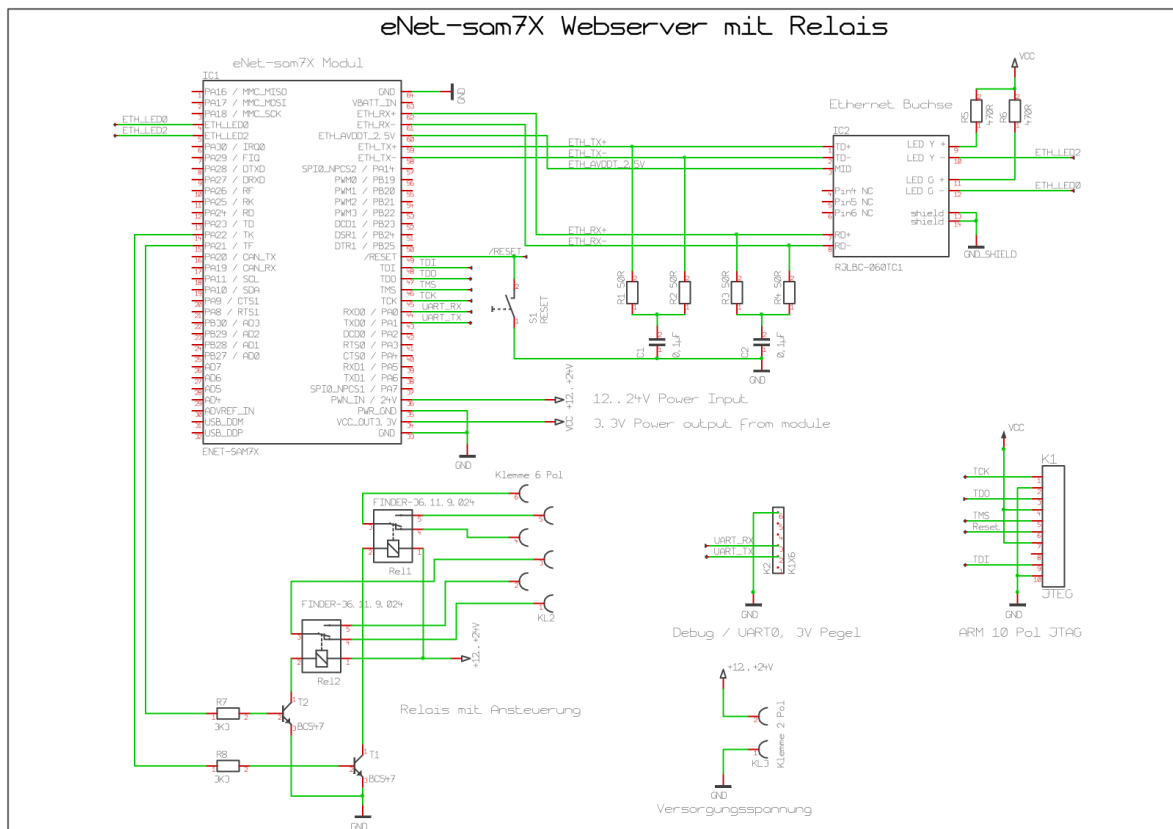 eNet-sam7X Webserver mit Relais
eNet-sam7X Modul
IC1
PA16 / MMC_MISO
PA17 / MMC_MOSI
PA18 / MMC_SCK
ETH_LED0
ETH_LED2
PA30 / IRQ0
PA29 / FIQ
PA28 / DTXD
PA27 / DRXD
PA26 / RF
PA25 / RK
PA24 / RD
PA23 / TD
PA22 / TK
PA21 / TF
PA20 / CAN_TX
PA19 / CAN_RX
PA11 / SCL
PA10 / SDA
PA9 / CTS1
PA8 / RTS1
PB30 / AD3
PB29 / AD2
PB28 / AD1
PB27 / AD0
AD7
AD6
AD5
AD4
ADVREF_IN
USB_DDM
USB_DDP
ENET-SAM7X
GND
VBATT_IN
ETH_RX+
ETH_RX-
ETH_AVDDT_2.5V
ETH_TX+
ETH_TX-
SPI0_NPCS2 / PA14
PWM0 / PB19
PWM1 / PB20
PWM2 / PB21
PWM3 / PB22
DCD1 / PB23
DSR1 / PB24
DTR1 / PB25
/RESET
TDI
TDO
TMS
TCK
RXD0 / PA0
TXD0 / PA1
DCD0 / PA2
RTS0 / PA3
CTS0 / PA4
RXD1 / PA5
TXD1 / PA6
SPI0_NPCS1 / PA7
PWN_IN / 24V
PWR_GND
VCC_OUT3,3V
GND
ETH_LED0
ETH_LED2
GND
/RESET
TDI
TDO
TMS
TCK
UART_RX
UART_TX
S1
RESET
ETH_TX+
ETH_TX-
ETH_AVDDT_2.5V
ETH_RX+
ETH_RX-
R1 50R
R2 50R
R3 50R
R4 50R
C1
0,1µF
C2
0,1µF
GND
Ethernet Buchse
IC2
TD+
TD-
MID
Pin4 NC
Pin5 NC
Pin6 NC
RD+
RD-
LED Y +
LED Y -
LED G +
LED G -
shield
shield
RJLBC-060TC1
VCC
R5
470R
R6
470R
ETH_LED2
ETH_LED0
GND_SHIELD
+12..+24V
12..24V Power Input
VCC
3.3V Power output from module
GND
Klemme 6 Pol
FINDER-36.11.9.024
Rel1
FINDER-36.11.9.024
Rel2
KL2
+12..+24V
R7
3K3
T2
BC547
R8
3K3
T1
BC547
Relais mit Ansteuerung
GND
UART_RX
UART_TX
K2
K1X6
GND
Debug / UART0, 3V Pegel
VCC
K1
TCK
TDO
TMS
Reset
TDI
JTEG
GND
ARM 10 Pol JTAG
+12..+24V
Klemme 2 Pol
KL3
GND
Versorgungsspannung